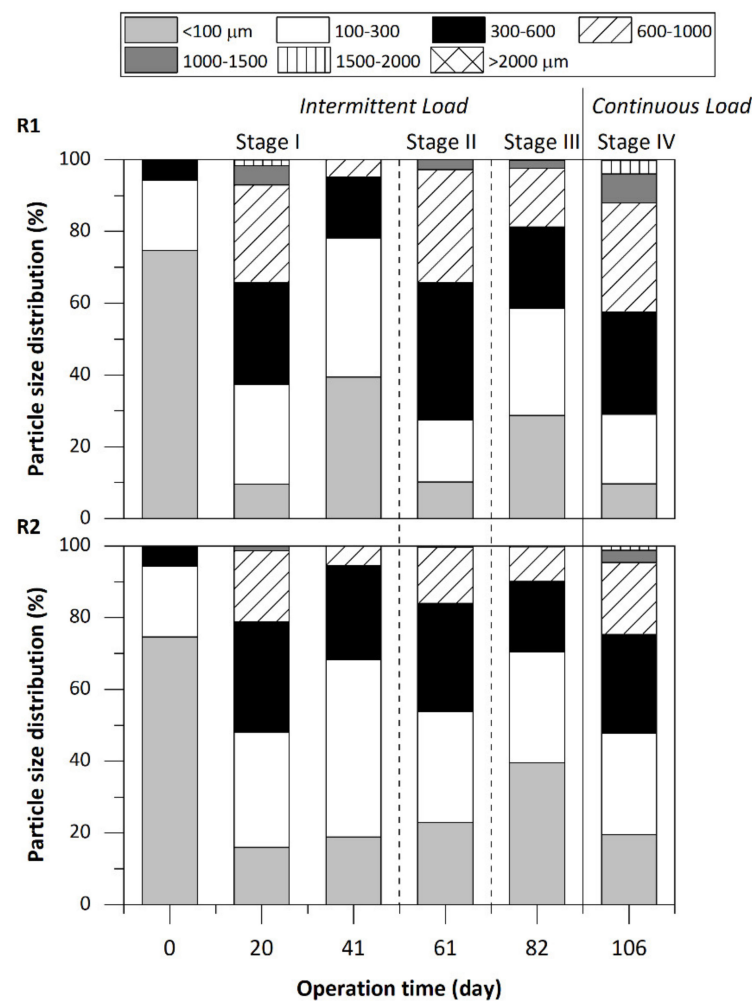 <100 μm 100-300 300-600 600-1000
1000-1500 1500-2000 >2000 μm
Intermittent Load Continuous Load
R1
Stage I Stage II Stage III Stage IV
100
80
60
40
20
0
Particle size distribution (%)
R2
100
80
60
40
20
0
Particle size distribution (%)
0 20 41 61 82 106
Operation time (day)